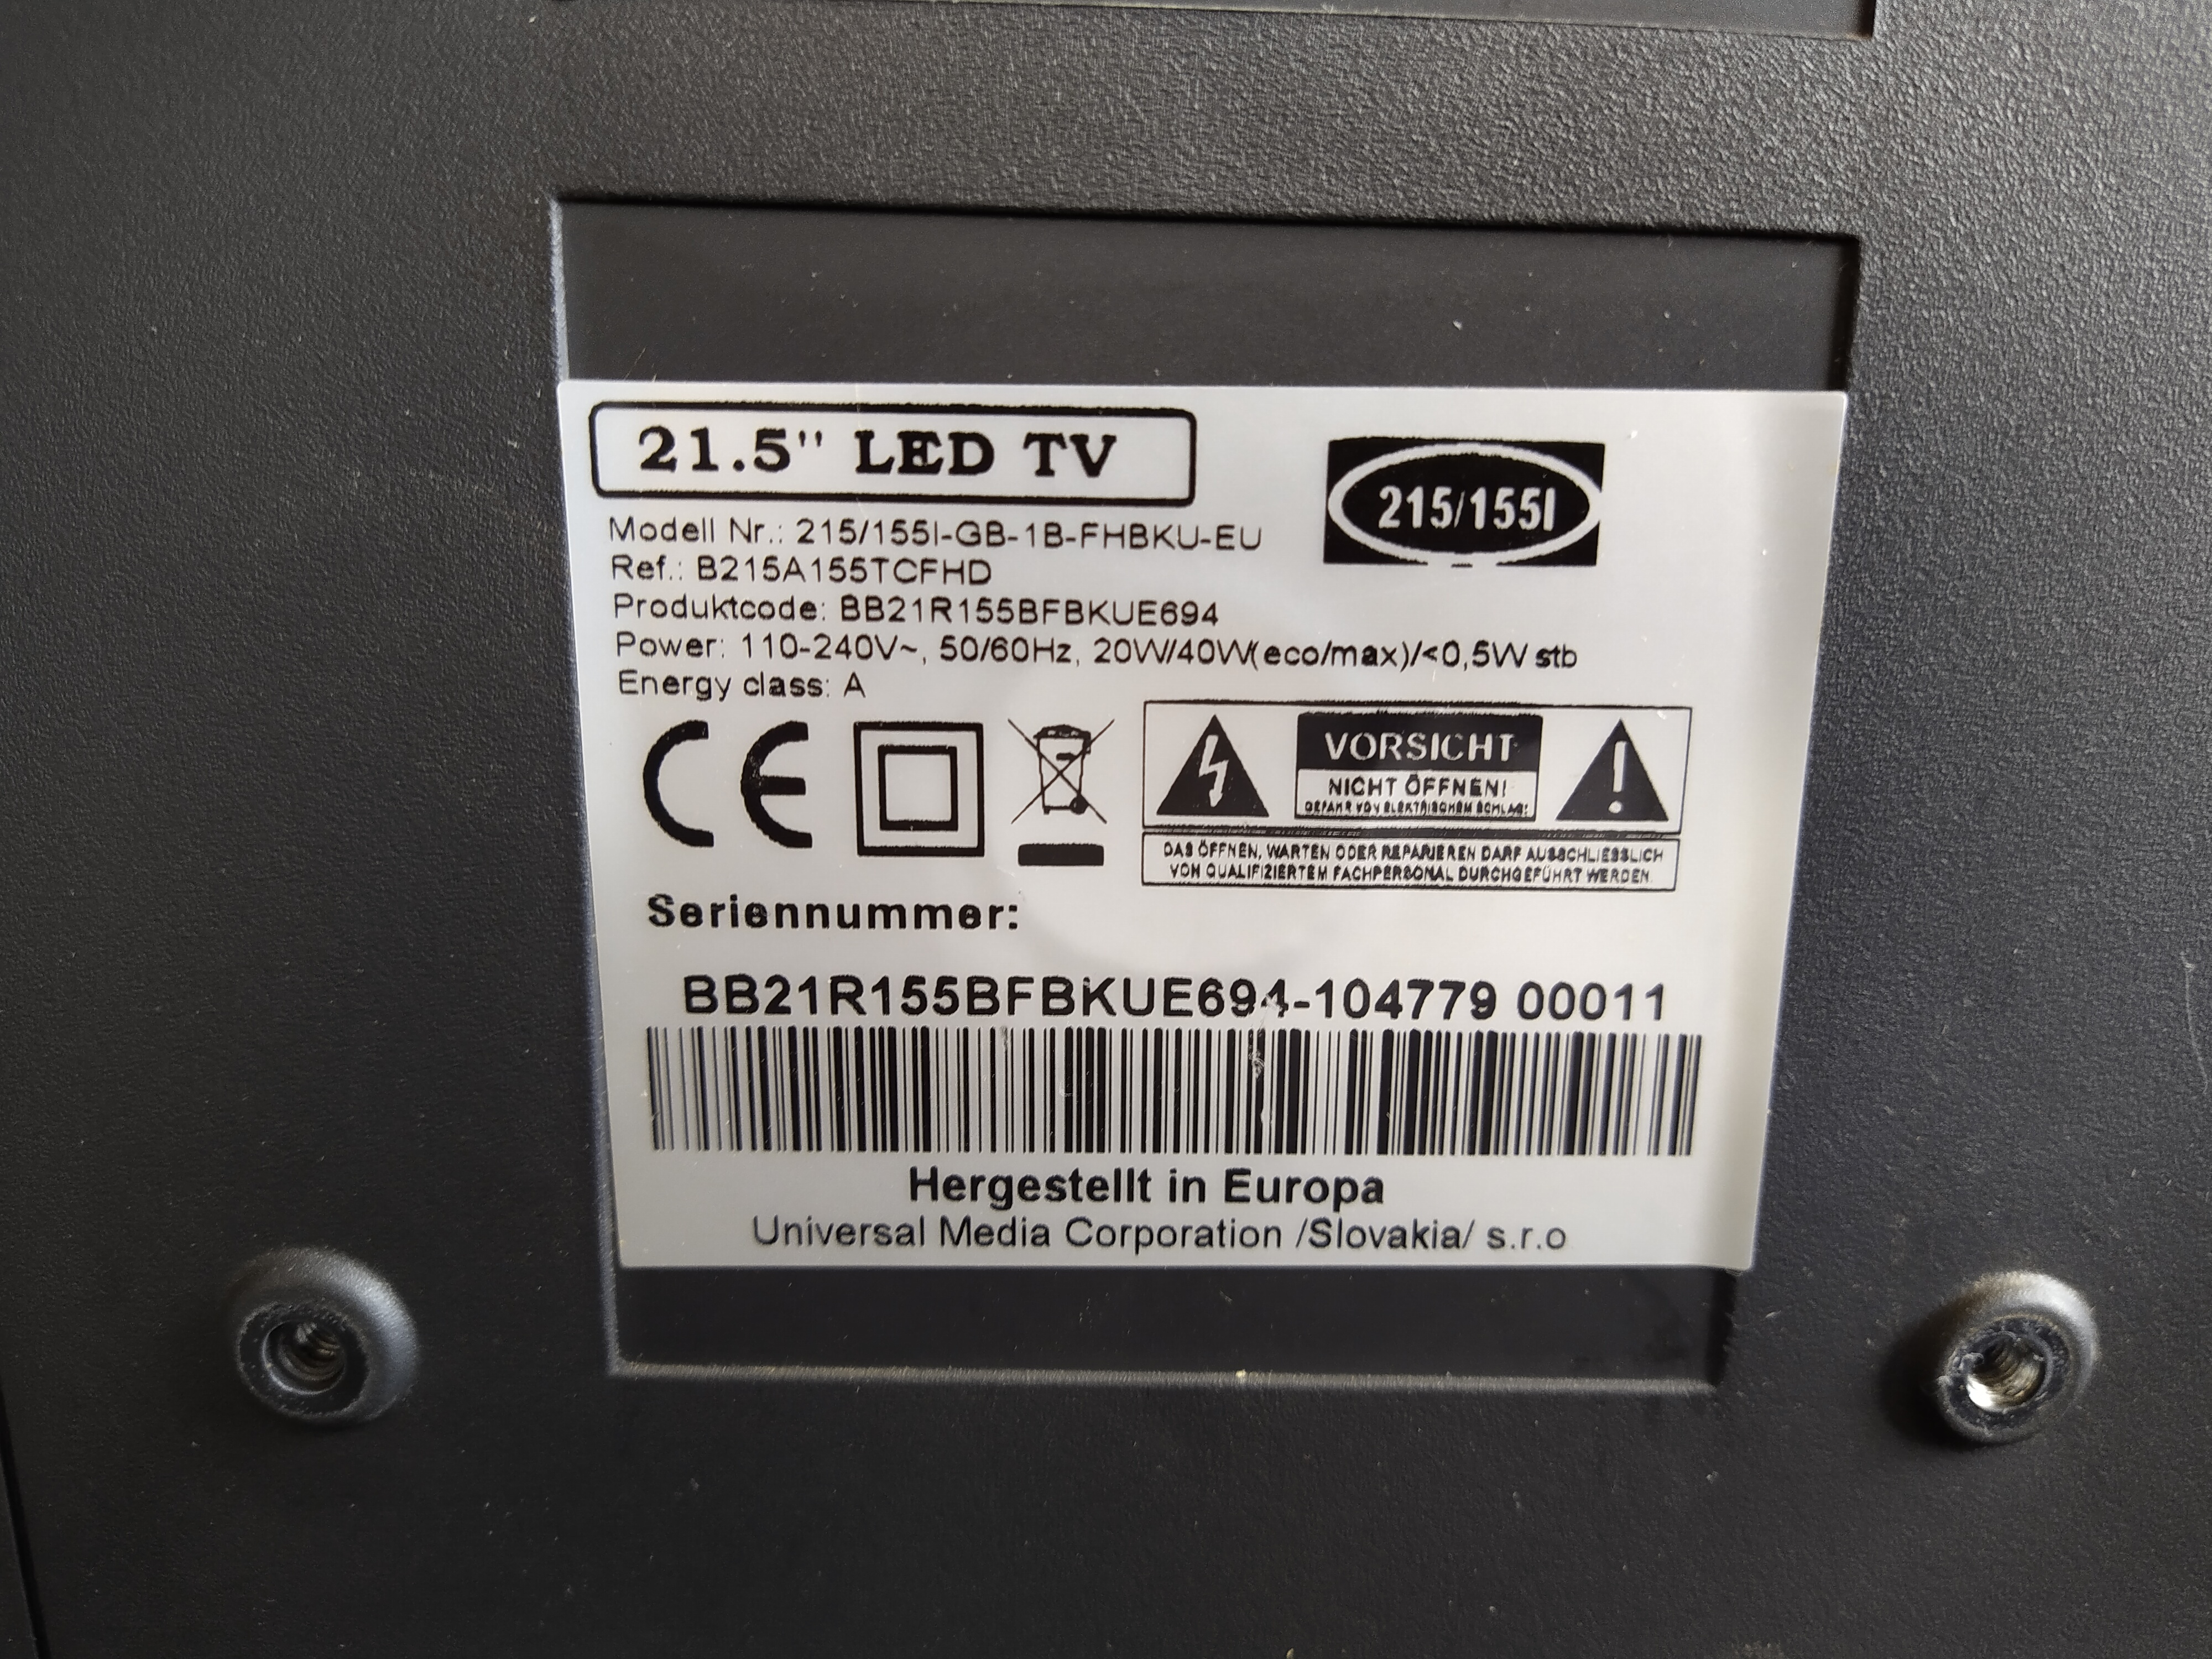 21.5" LED TV
215/155I
Modell Nr.: 215/155I-GB-1B-FHBKU-EU
Ref.: B215A155TCFHD
Produktcode: BB21R155BFBKUE694
Power: 110-240V~, 50/60Hz, 20W/40W(eco/max)/<0,5W stb
Energy class: A
CE
VORSICHT
NICHT ÖFFNEN!
GEFAHR VON ELEKTRISCHEM SCHLAG!
DAS ÖFFNEN, WARTEN ODER REPARIEREN DARF AUSSCHLIESSLICH
VON QUALIFIZIERTEM FACHPERSONAL DURCHGEFÜHRT WERDEN.
Seriennummer:
BB21R155BFBKUE694-104779 00011
Hergestellt in Europa
Universal Media Corporation /Slovakia/ s.r.o